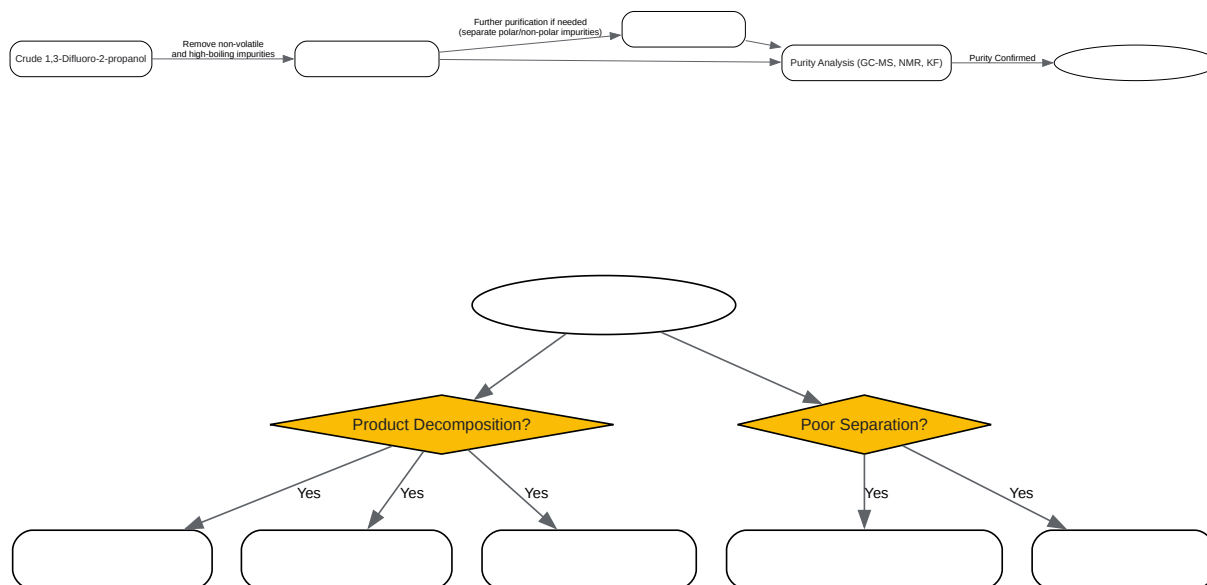 Crude 1,3-Difluoro-2-propanol
Remove non-volatile
and high-boiling impurities
Further purification if needed
(separate polar/non-polar impurities)
Purity Analysis (GC-MS, NMR, KF)
Purity Confirmed
Product Decomposition?
Poor Separation?
Yes
Yes
Yes
Yes
Yes